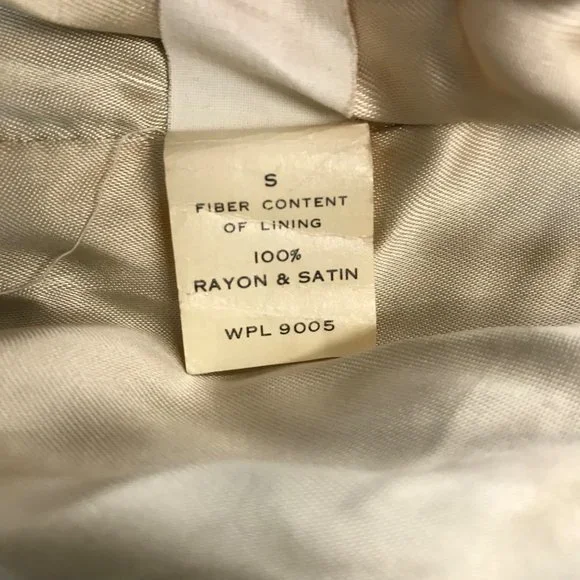 S
FIBER CONTENT
OF LINING
100%
RAYON & SATIN
WPL 9005